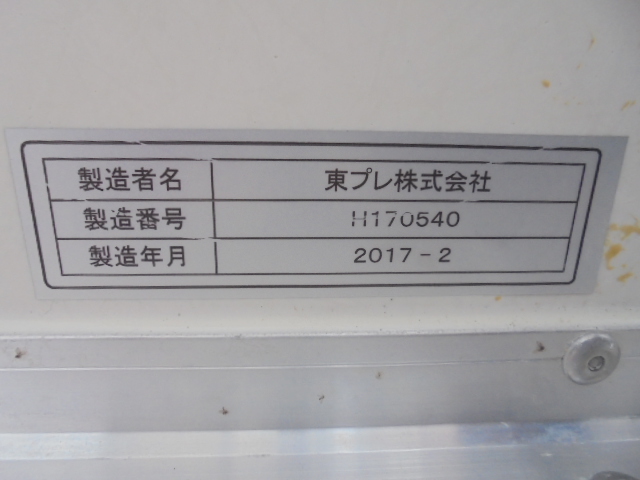 製造者名 東プレ株式会社
製造番号 H170540
製造年月 2017-2